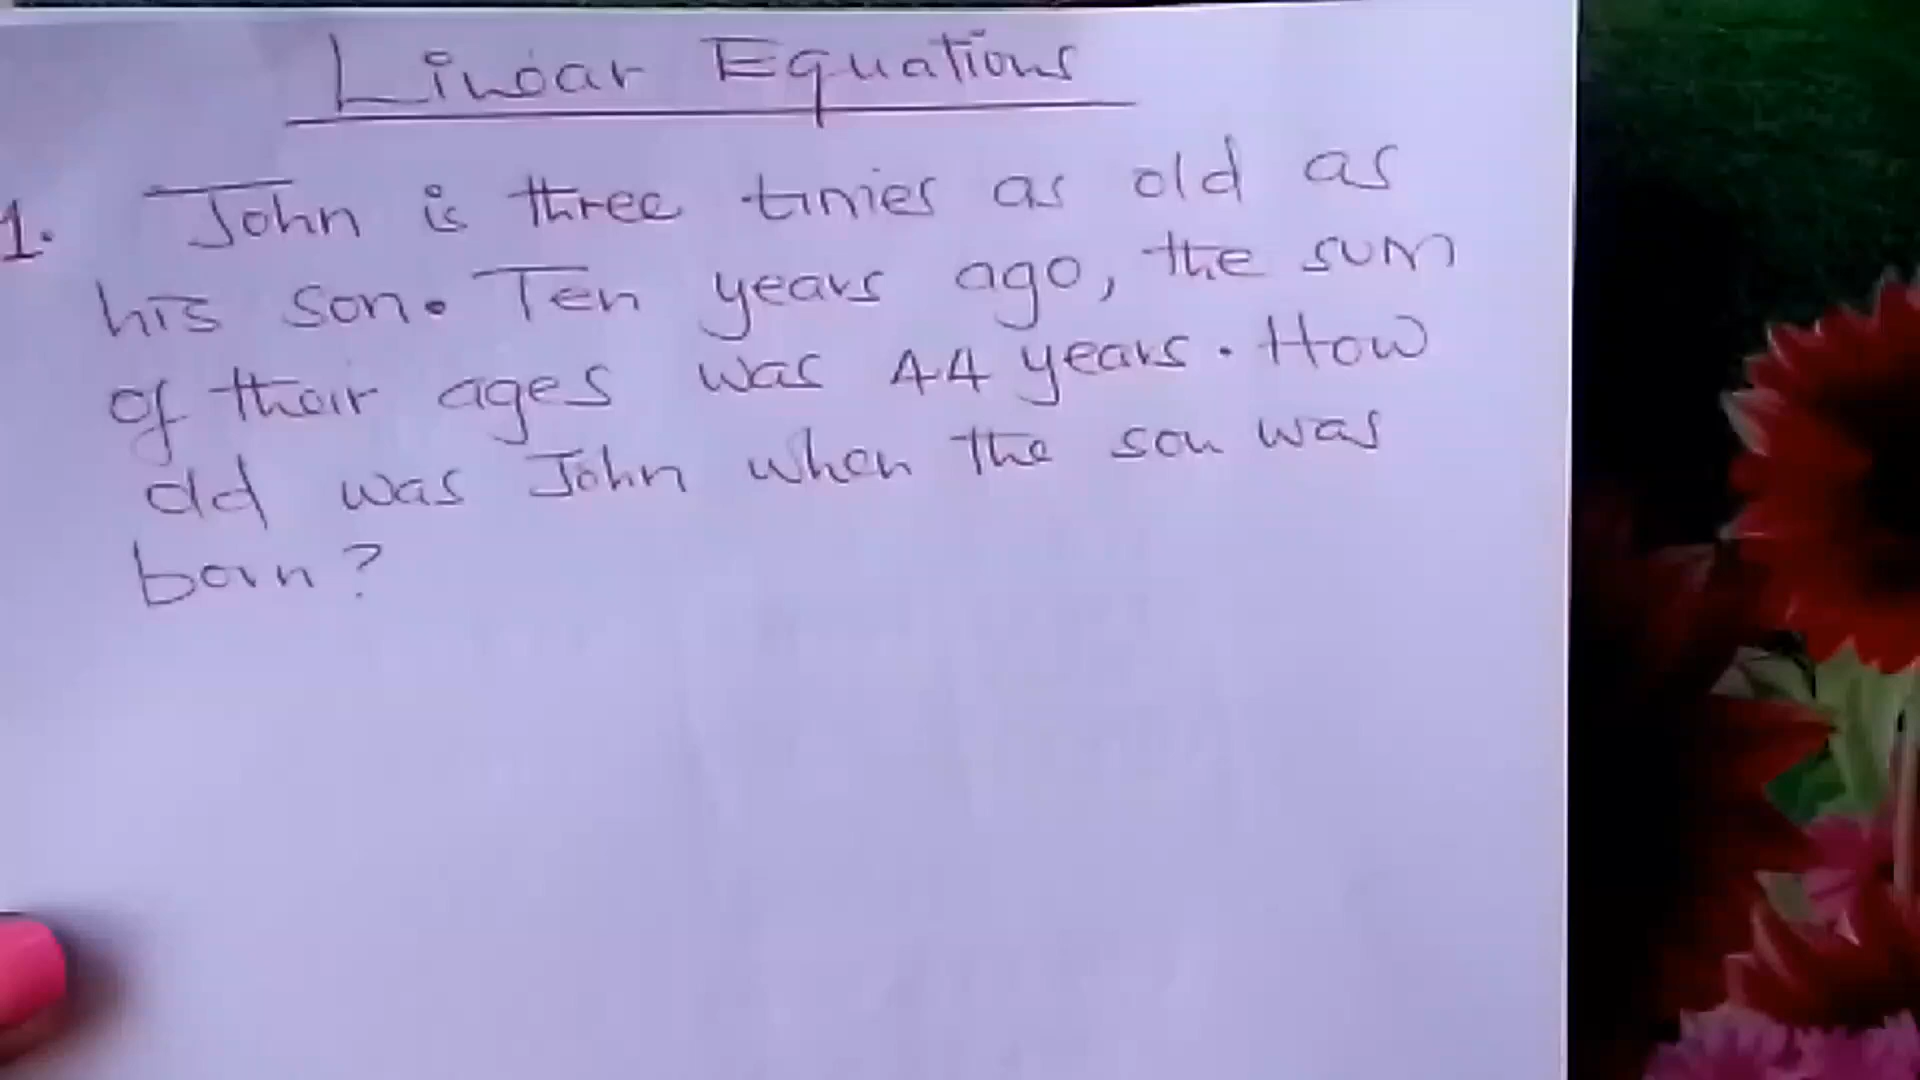 Linear Equations
1. John is three times as old as
his son. Ten years ago, the sum
of their ages was 44 years. How
old was John when the son was
born?